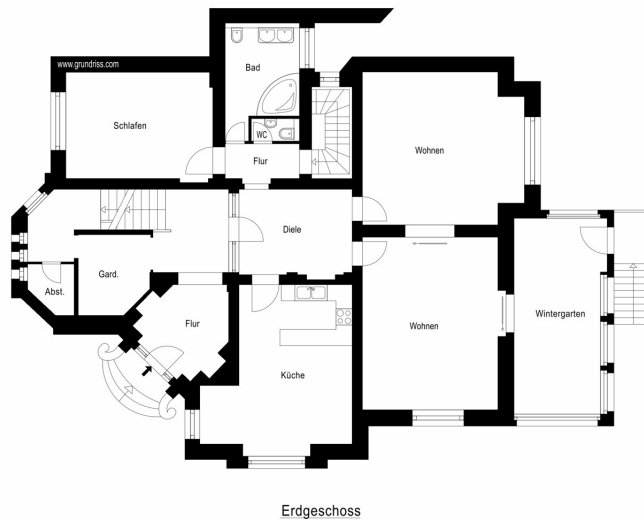 www.grundriss.com
Bad
Schlafen
WC
Wohnen
Flur
Diele
Gard.
Abst.
Flur
Wohnen
Wintergarten
Küche
Erdgeschoss